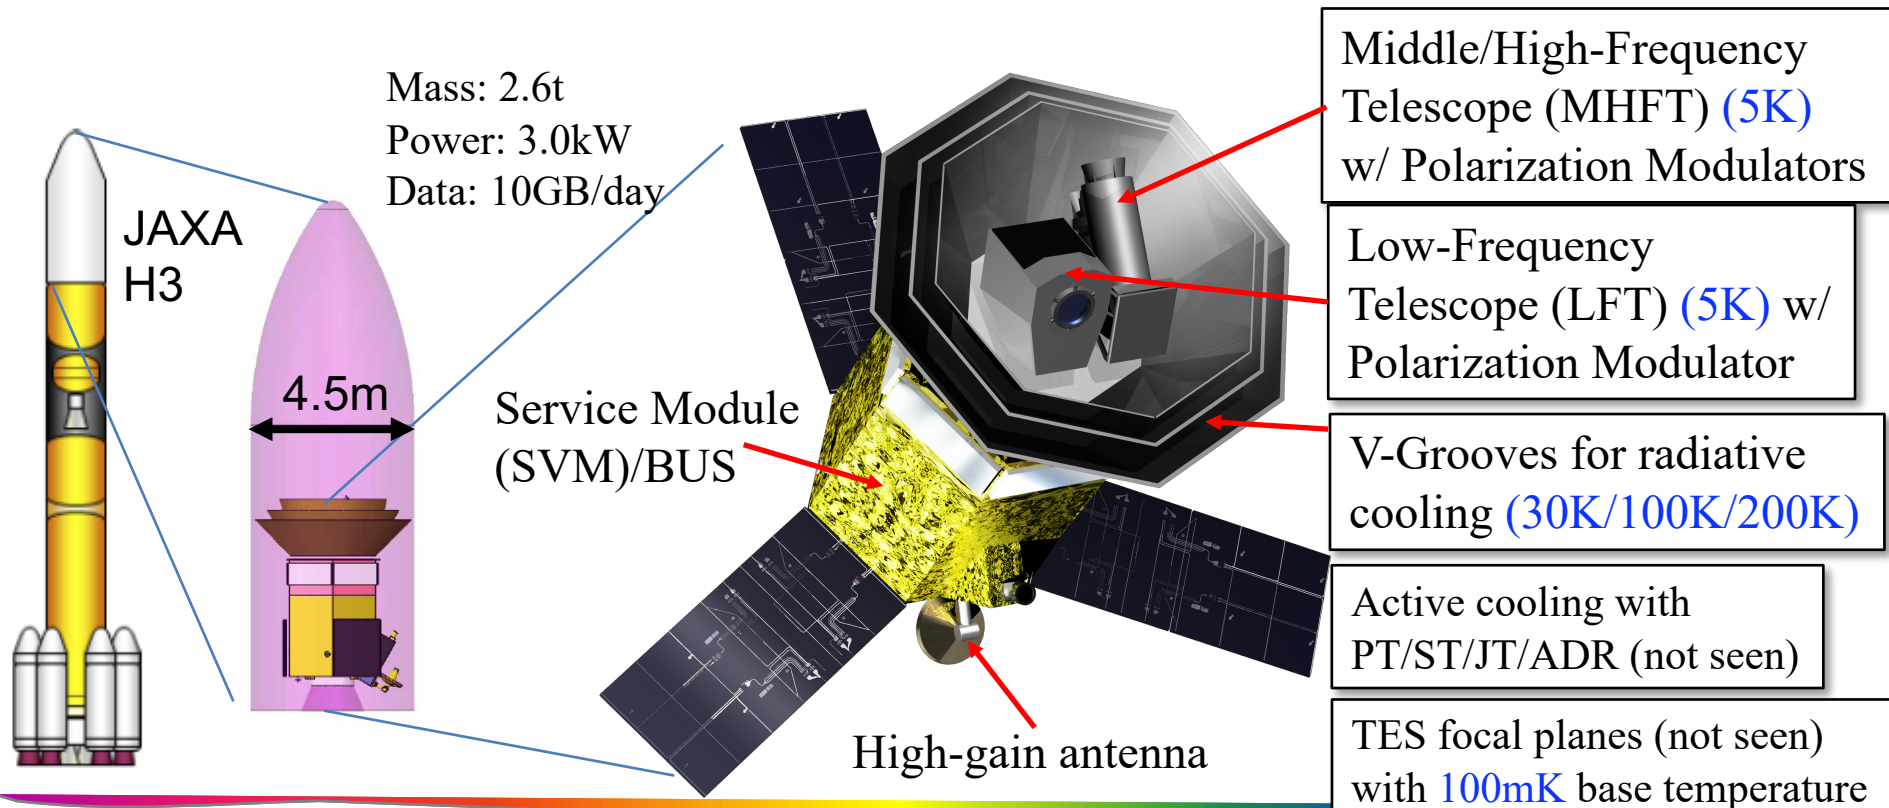 Mass: 2.6t
Power: 3.0kW
Data: 10GB/day
JAXA
H3
4.5m
Service Module
(SVM)/BUS
High-gain antenna
Middle/High-Frequency
Telescope (MHFT) (5K)
w/ Polarization Modulators
Low-Frequency
Telescope (LFT) (5K) w/
Polarization Modulator
V-Grooves for radiative
cooling (30K/100K/200K)
Active cooling with
PT/ST/JT/ADR (not seen)
TES focal planes (not seen)
with 100mK base temperature